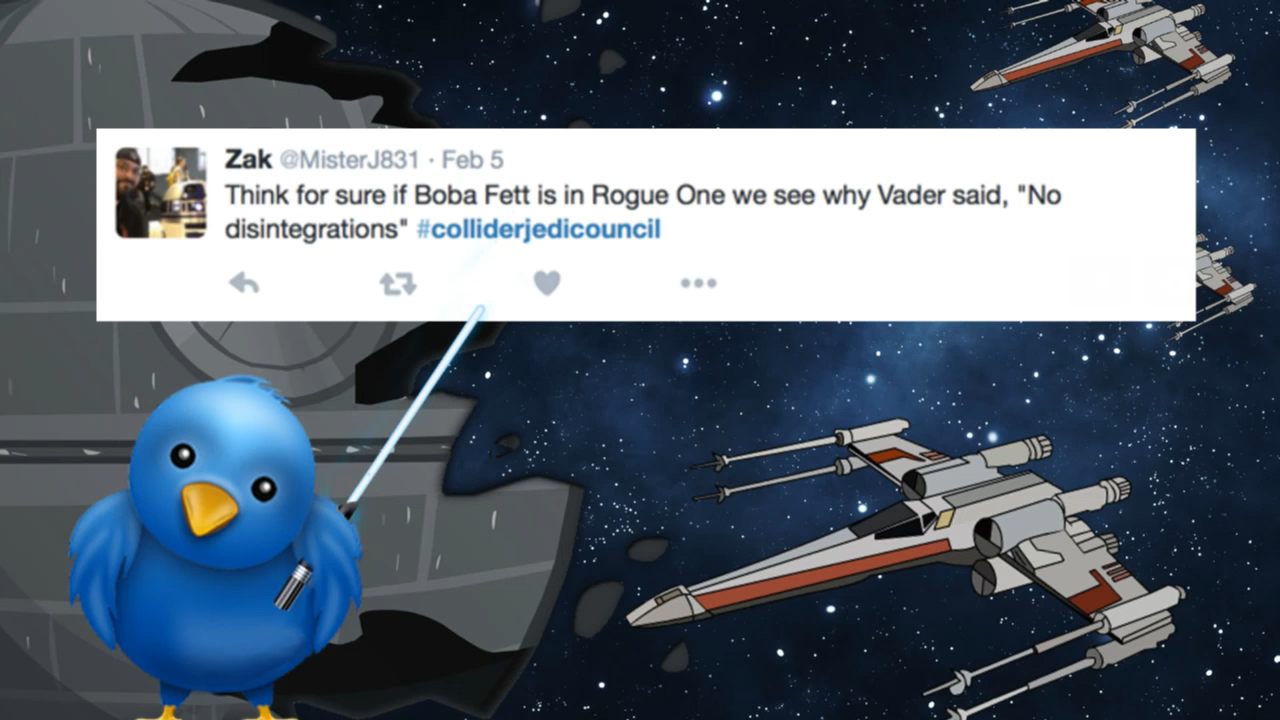 Zak @MisterJ831 · Feb 5
Think for sure if Boba Fett is in Rogue One we see why Vader said, "No
disintegrations" #colliderjedicouncil